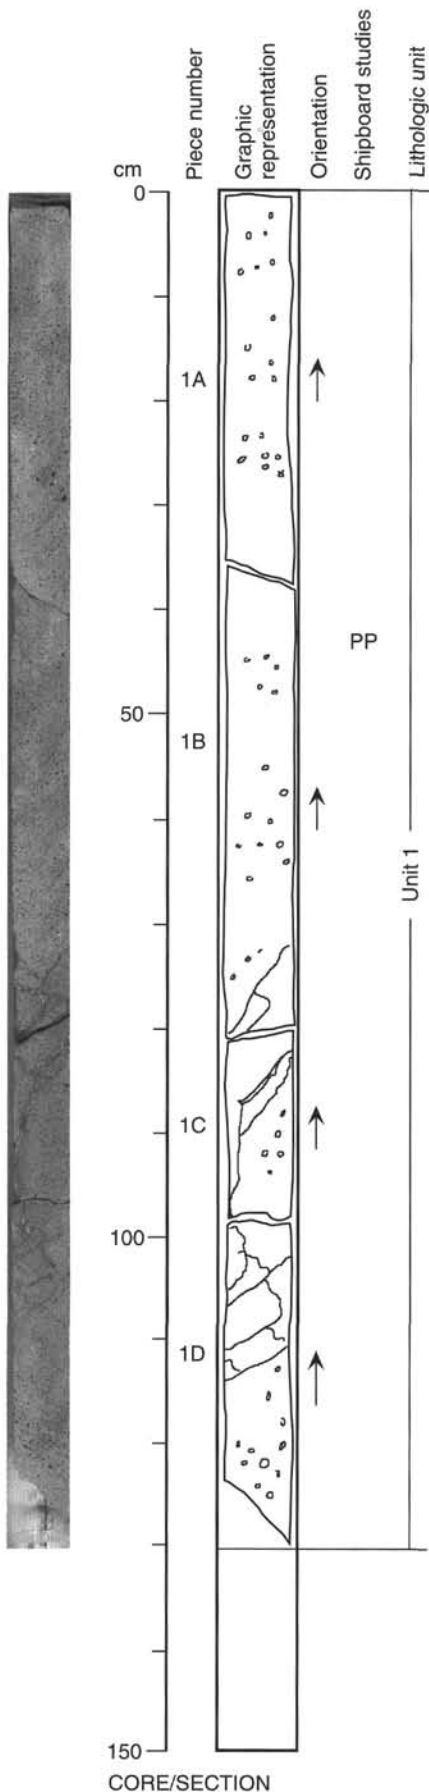 cm
Piece number
Graphic
representation
Orientation
Shipboard studies
Lithologic unit
0
1A
PP
50
1B
Unit 1
1C
100
1D
150
CORE/SECTION